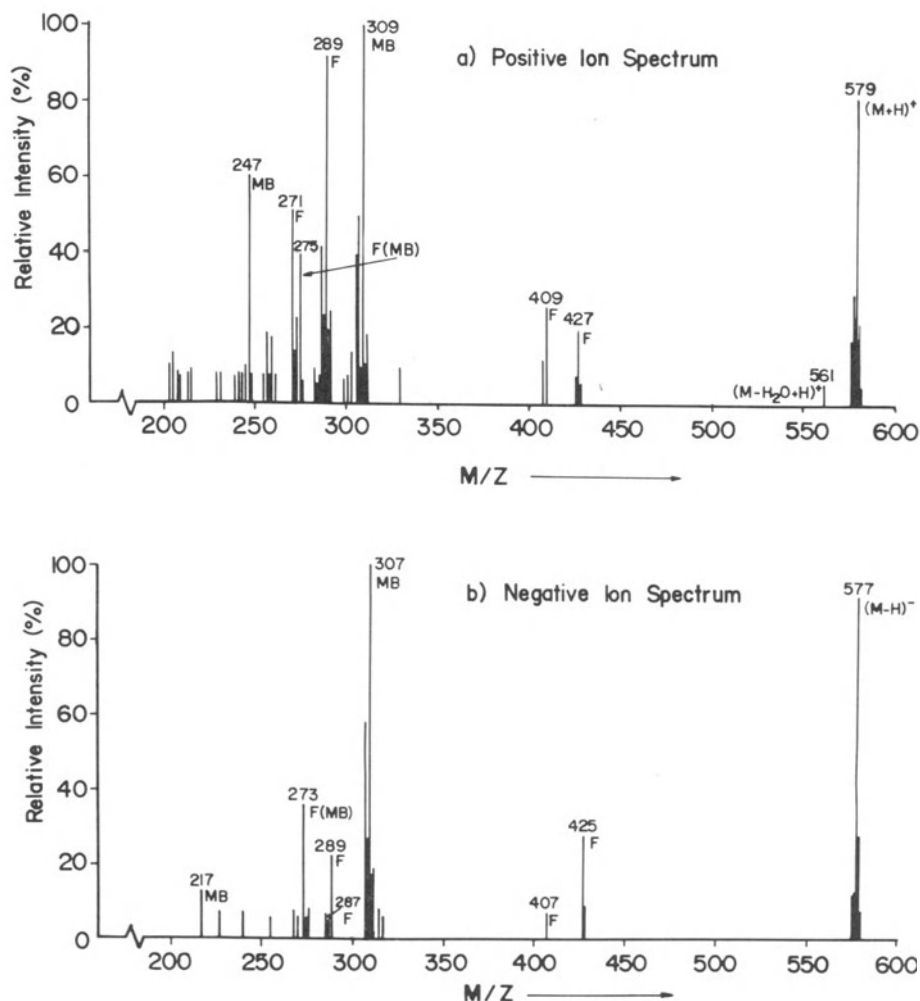 a) Positive Ion Spectrum
Relative Intensity (%)
100
80
60
40
20
0
247
MB
271
F
275
F(MB)
289
F
309
MB
409
F
427
F
561
(M-H₂O+H)⁺
579
(M+H)⁺
200 250 300 350 400 450 500 550 600
M/Z
b) Negative Ion Spectrum
Relative Intensity (%)
100
80
60
40
20
0
217
MB
273
F(MB)
289
F
287
F
307
MB
407
F
425
F
577
(M-H)⁻
200 250 300 350 400 450 500 550 600
M/Z